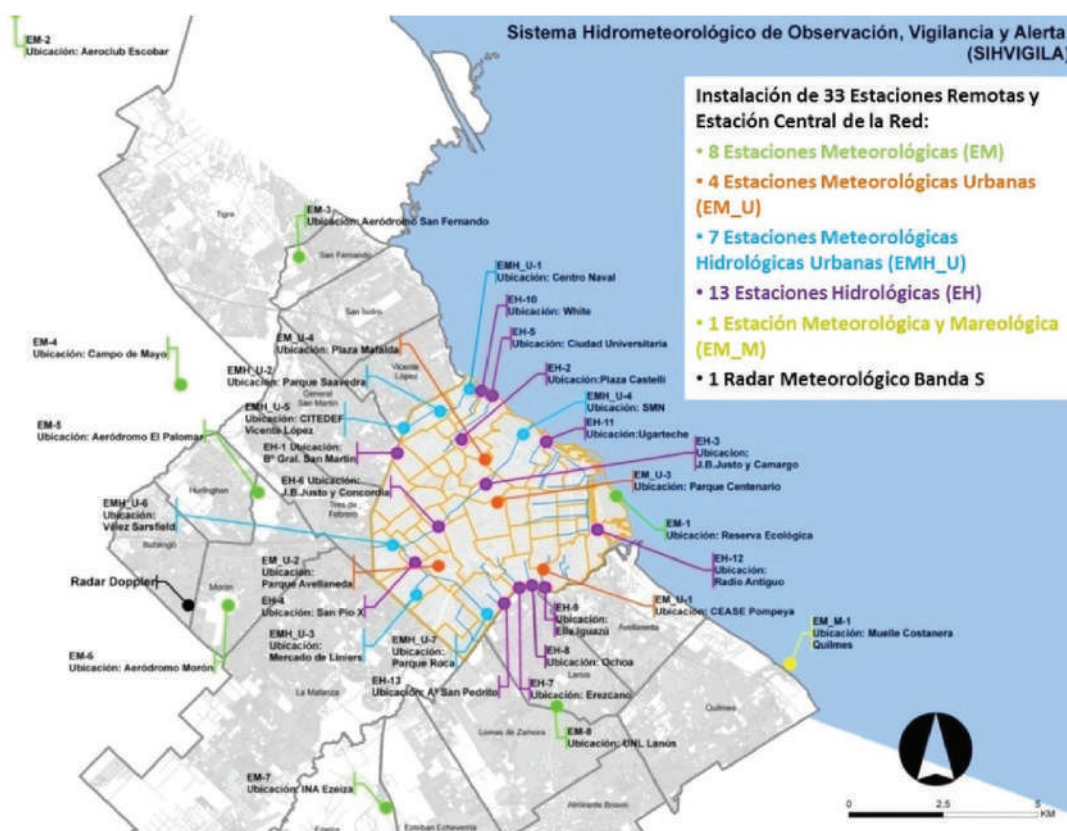 Sistema Hidrometeorológico de Observación, Vigilancia y Alerta
(SIHVIGILA)
Instalación de 33 Estaciones Remotas y
Estación Central de la Red:
• 8 Estaciones Meteorológicas (EM)
• 4 Estaciones Meteorológicas Urbanas
(EM_U)
• 7 Estaciones Meteorológicas
Hidrológicas Urbanas (EMH_U)
• 13 Estaciones Hidrológicas (EH)
• 1 Estación Meteorológica y Mareológica
(EM_M)
• 1 Radar Meteorológico Banda S
EM-2
Ubicación: Aeroclub Escobar
Tigre
EM-3
Ubicación: Aeródromo San Fernando
San Fernando
San Isidro
EMH_U-1
Ubicación: Centro Naval
EH-10
Ubicación: White
EH-5
Ubicación: Ciudad Universitaria
EM_U-4
Ubicación: Plaza Mafalda
Vicente
López
EH-2
Ubicación:Plaza Castelli
EM-4
Ubicación: Campo de Mayo
EMH_U-2
Ubicación: Parque Saavedra
General
San Martín
EMH_U-4
Ubicación: SMN
EMH_U-5
Ubicación: CITEDEF
Vicente López
EH-11
Ubicación:Ugarteche
EM-5
Ubicación: Aeródromo El Palomar
EH-1 Ubicación:
Bº Gral. San Martín
EH-3
Ubicacion:
J.B.Justo y Camargo
EH-6 Ubicación:
J.B.Justo y Concordia
EM_U-3
Ubicación: Parque Centenario
Hurlingham
Tres de
Febrero
EMH_U-6
Ubicación:
Vélez Sarsfield
Ituzaingó
EM-1
Ubicación: Reserva Ecológica
EM_U-2
Ubicación:
Parque Avellaneda
EH-12
Ubicación:
Radio Antiguo
Radar Doppler
Morón
EH-4
Ubicación: San Pío X
EM_U-1
Ubicación: CEASE Pompeya
EH-9
Ubicación:
Elía Iguazú
Avellaneda
EM_M-1
Ubicación: Muelle Costanera
Quilmes
EMH_U-3
Ubicación:
Mercado de Liniers
EMH_U-7
Ubicación:
Parque Roca
EH-8
Ubicación: Ochoa
EM-6
Ubicación: Aeródromo Morón
EH-13
Ubicación: Aº San Pedrito
EH-7
Ubicación: Erezcano
Lanús
La Matanza
Quilmes
Lomas de Zamora
EM-8
Ubicación: UNL Lanús
EM-7
Ubicación: INA Ezeiza
Almirante Brown
Ezeiza
Esteban Echeverría
0
2.5
5
KM